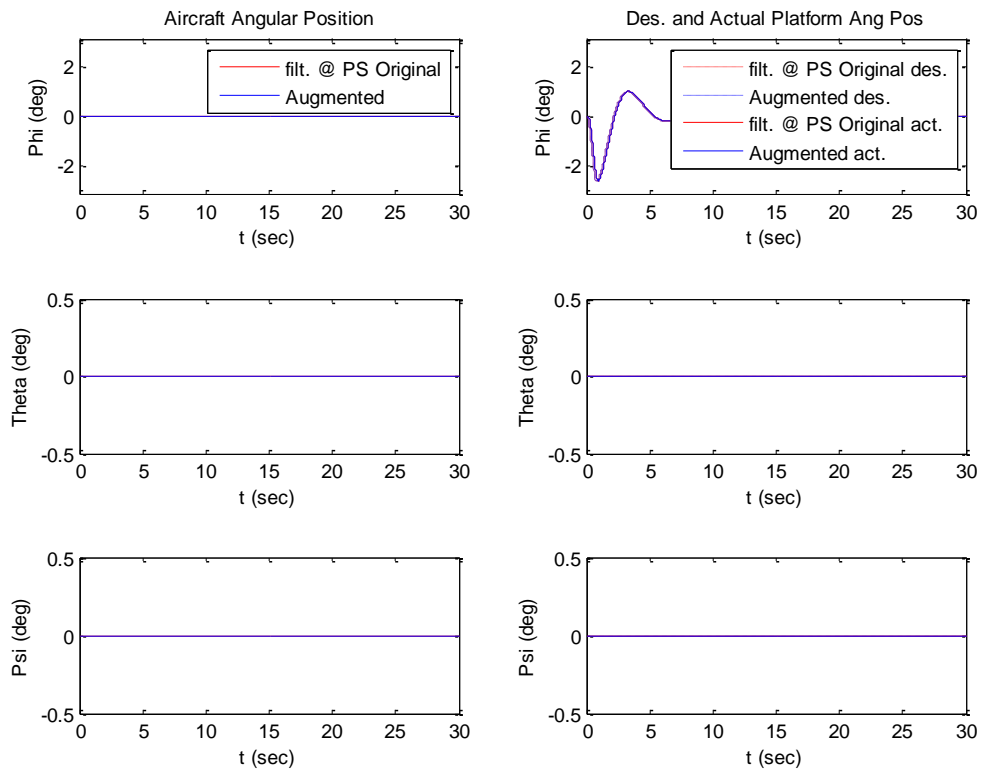 Aircraft Angular Position
Des. and Actual Platform Ang Pos
Phi (deg)
2
0
-2
filt. @ PS Original
Augmented
0 5 10 15 20 25 30
t (sec)
Phi (deg)
2
0
-2
filt. @ PS Original des.
Augmented des.
filt. @ PS Original act.
Augmented act.
0 5 10 15 20 25 30
t (sec)
Theta (deg)
0.5
0
-0.5
0 5 10 15 20 25 30
t (sec)
Theta (deg)
0.5
0
-0.5
0 5 10 15 20 25 30
t (sec)
Psi (deg)
0.5
0
-0.5
0 5 10 15 20 25 30
t (sec)
Psi (deg)
0.5
0
-0.5
0 5 10 15 20 25 30
t (sec)